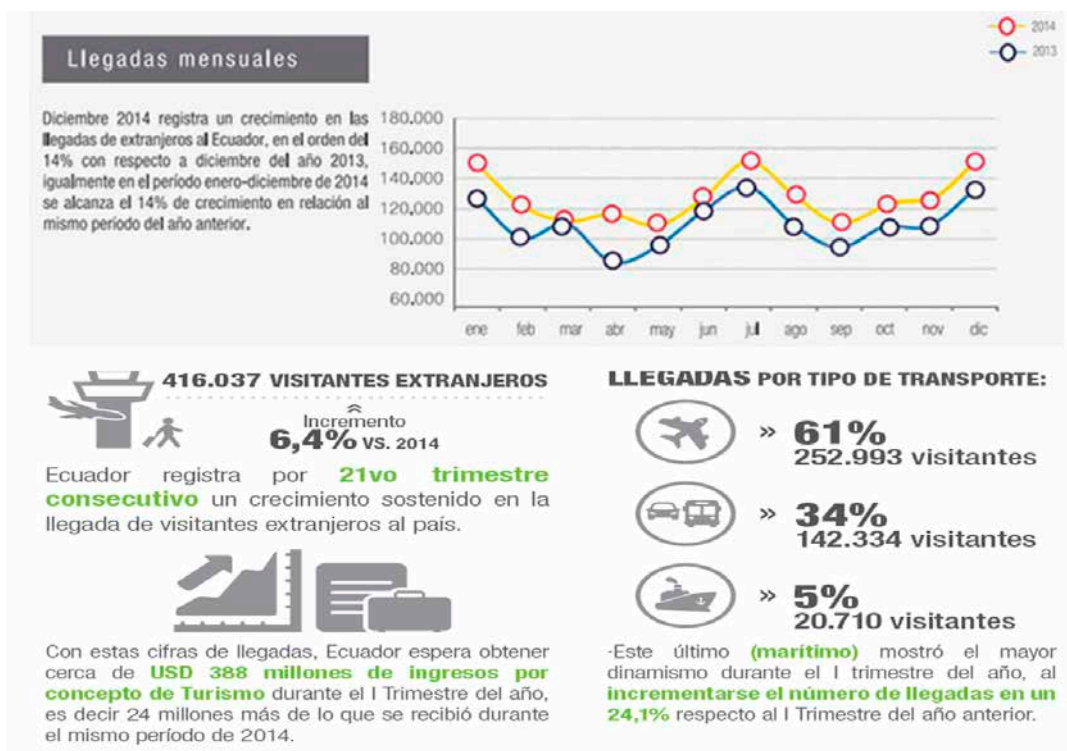 2014
2013
Llegadas mensuales
Diciembre 2014 registra un crecimiento en las
llegadas de extranjeros al Ecuador, en el orden del
14% con respecto a diciembre del año 2013,
igualmente en el período enero-diciembre de 2014
se alcanza el 14% de crecimiento en relación al
mismo período del año anterior.
180.000
160.000
140.000
120.000
100.000
80.000
60.000
ene feb mar abr may jun jul ago sep oct nov dic
416.037 VISITANTES EXTRANJEROS
Incremento
6,4% VS. 2014
Ecuador registra por 21vo trimestre
consecutivo un crecimiento sostenido en la
llegada de visitantes extranjeros al país.
Con estas cifras de llegadas, Ecuador espera obtener
cerca de USD 388 millones de ingresos por
concepto de Turismo durante el I Trimestre del año,
es decir 24 millones más de lo que se recibió durante
el mismo período de 2014.
LLEGADAS POR TIPO DE TRANSPORTE:
» 61%
252.993 visitantes
» 34%
142.334 visitantes
» 5%
20.710 visitantes
-Este último (marítimo) mostró el mayor
dinamismo durante el I trimestre del año, al
incrementarse el número de llegadas en un
24,1% respecto al I Trimestre del año anterior.